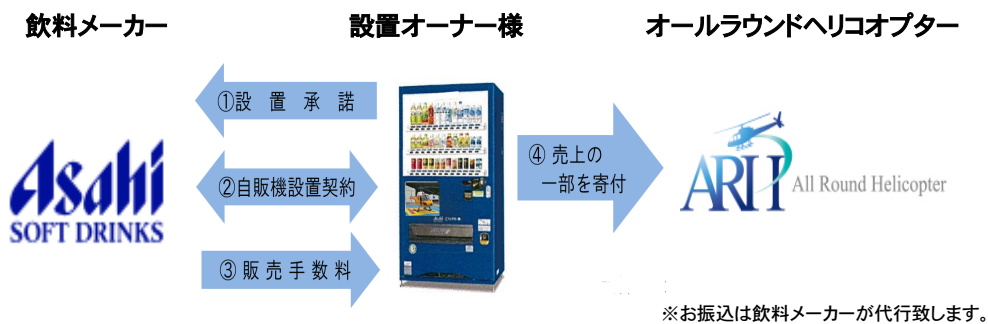 飲料メーカー
設置オーナー様
オールラウンドヘリコオプター
①設置承諾
②自販機設置契約
③販売手数料
④ 売上の
一部を寄付
Asahi
SOFT DRINKS
ARH
All Round Helicopter
※お振込は飲料メーカーが代行致します。